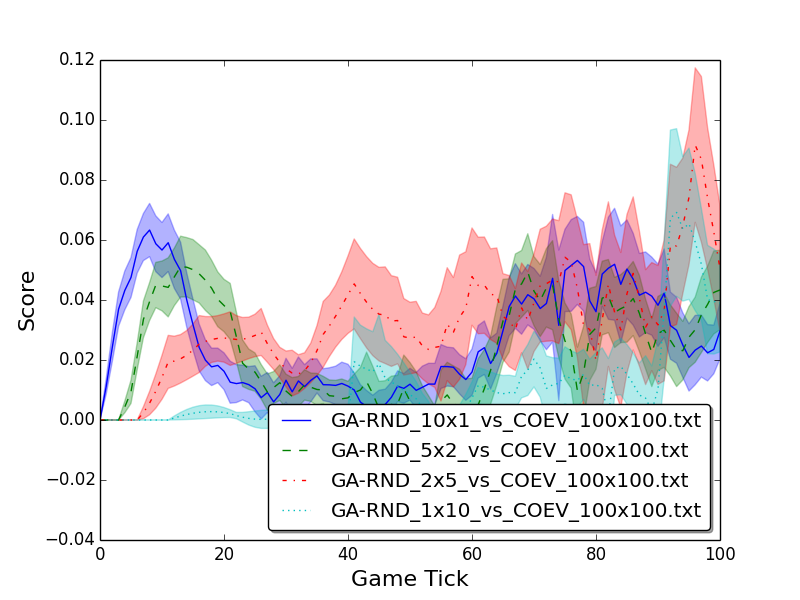 0.12
0.10
0.08
0.06
0.04
0.02
0.00
−0.02
−0.04
Score
GA-RND_10x1_vs_COEV_100x100.txt
GA-RND_5x2_vs_COEV_100x100.txt
GA-RND_2x5_vs_COEV_100x100.txt
GA-RND_1x10_vs_COEV_100x100.txt
0 20 40 60 80 100
Game Tick